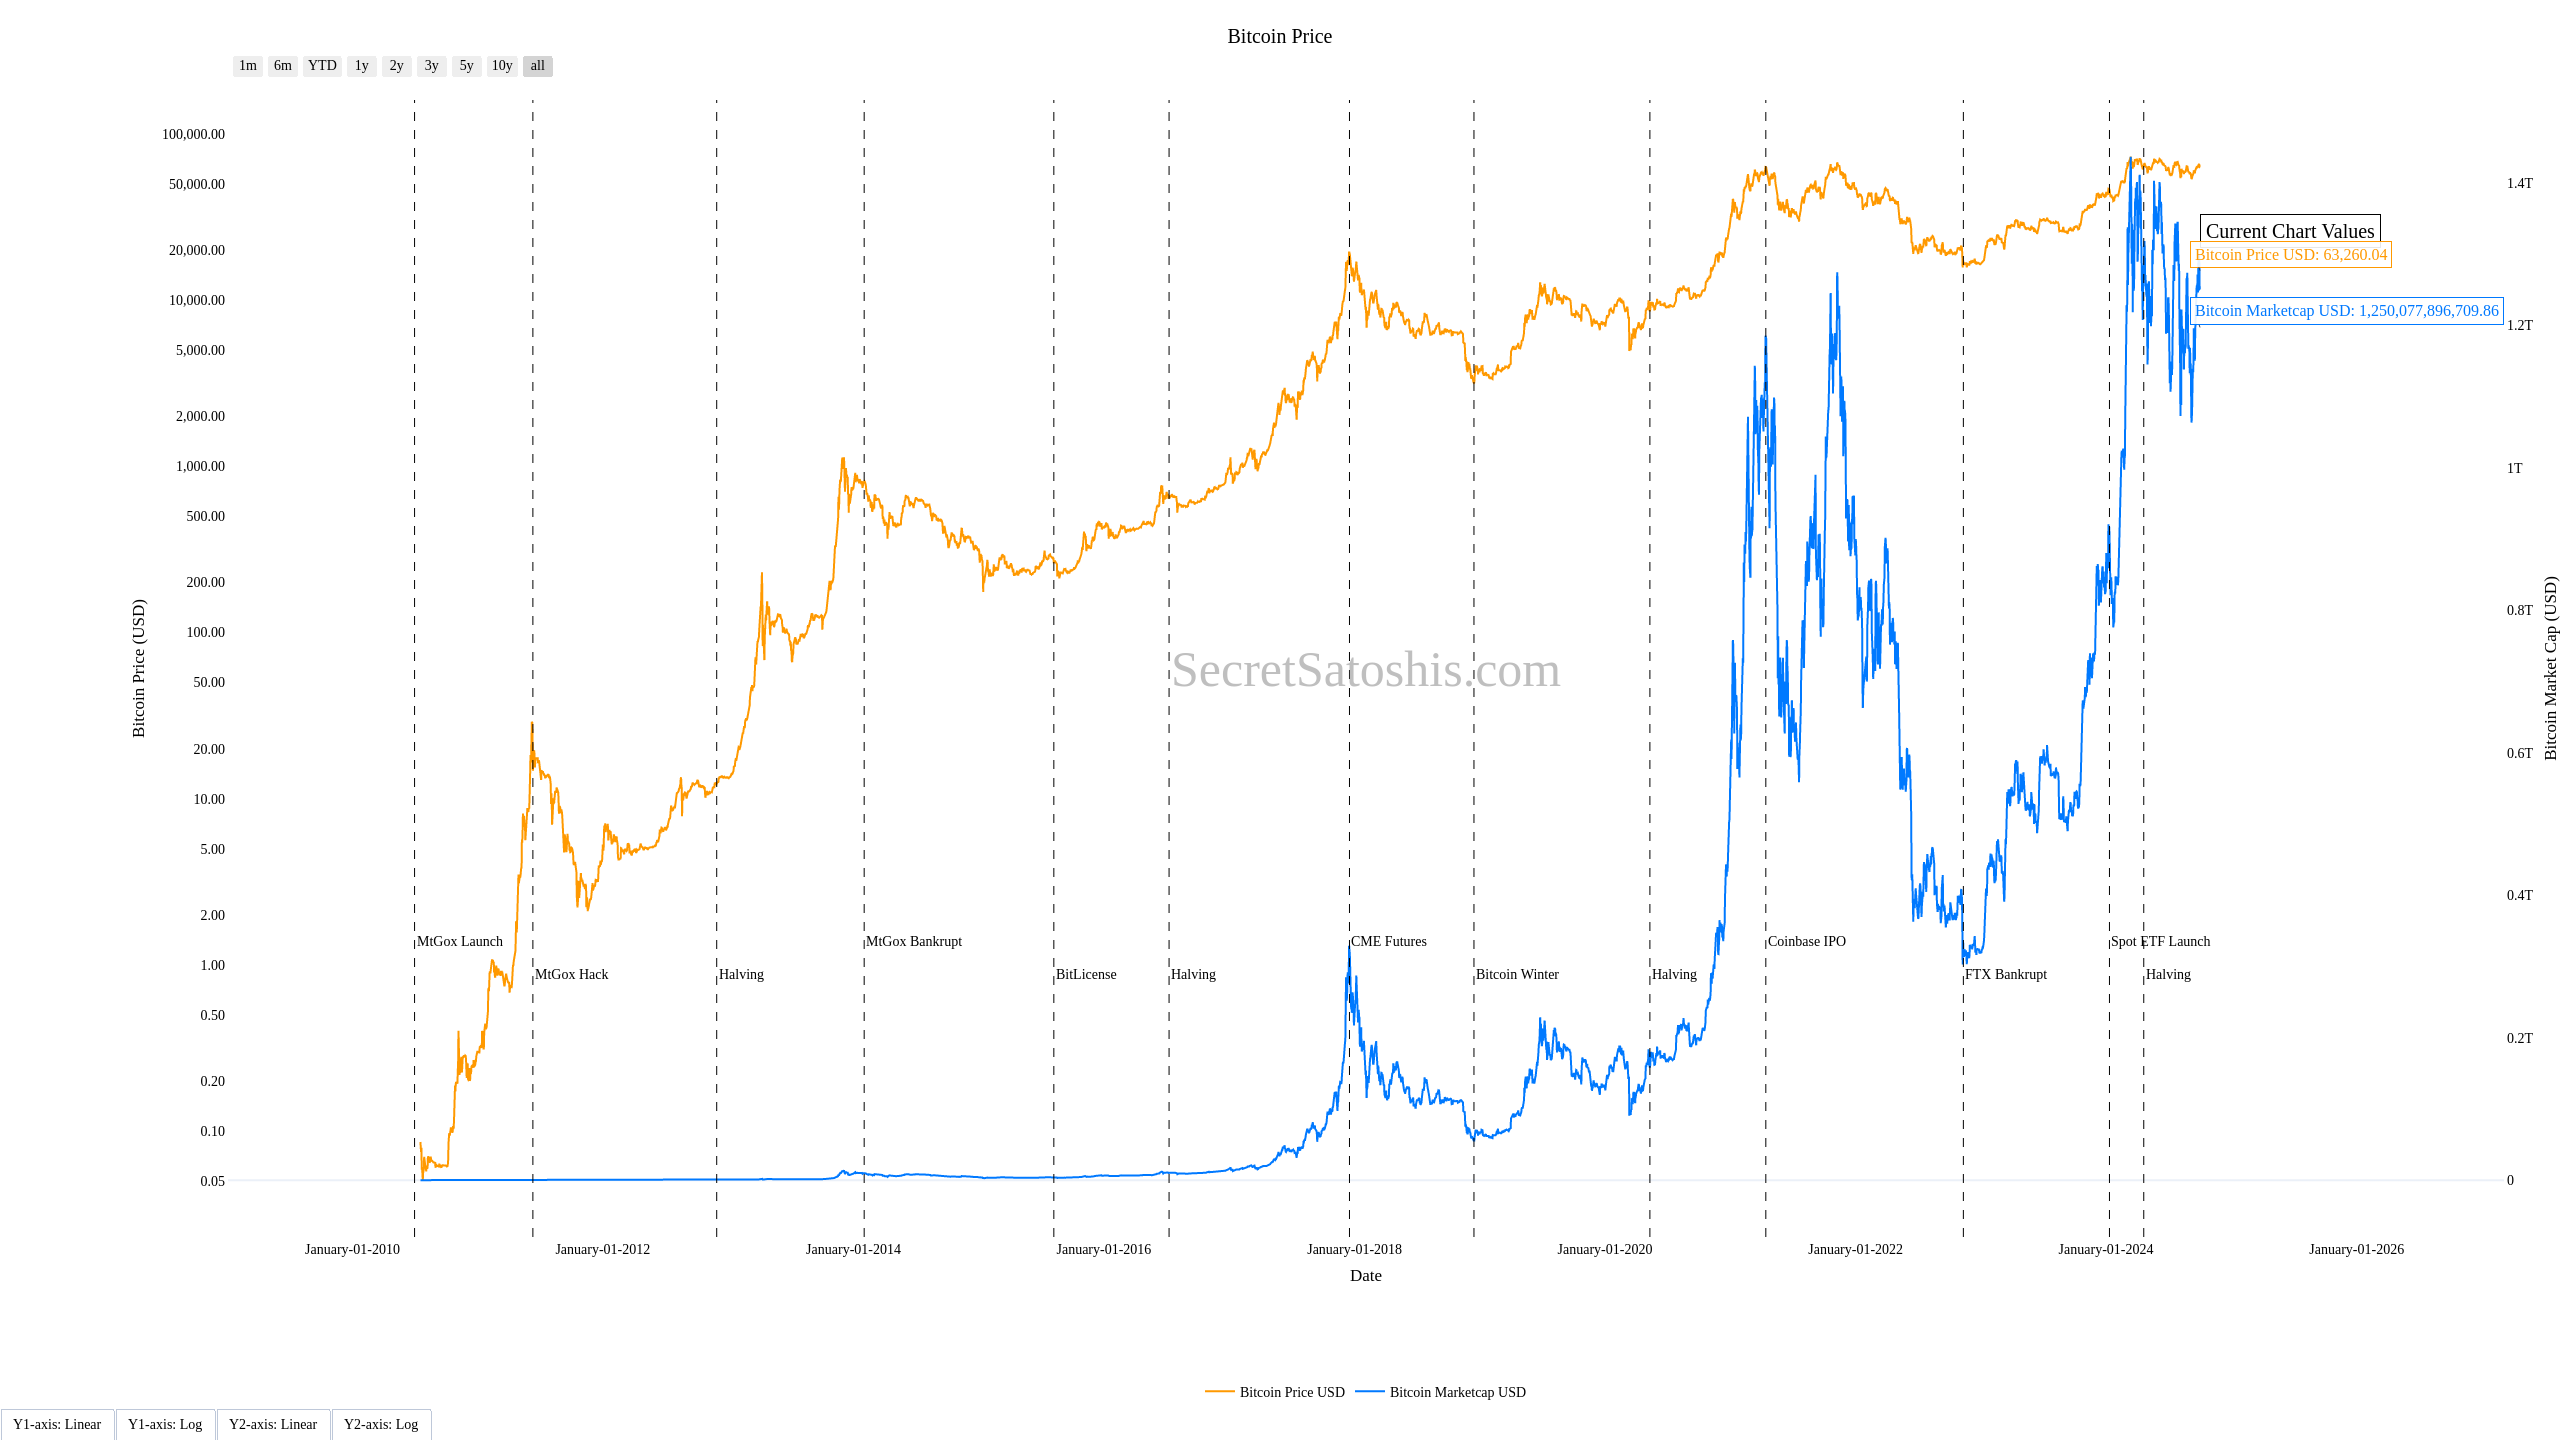 Bitcoin Price
1m 6m YTD 1y 2y 3y 5y 10y all
100,000.00
50,000.00
20,000.00
10,000.00
5,000.00
2,000.00
1,000.00
500.00
200.00
100.00
50.00
20.00
10.00
5.00
2.00
1.00
0.50
0.20
0.10
0.05
Bitcoin Price (USD)
1.4T
1.2T
1T
0.8T
0.6T
0.4T
0.2T
0
Bitcoin Market Cap (USD)
Current Chart Values
Bitcoin Price USD: 63,260.04
Bitcoin Marketcap USD: 1,250,077,896,709.86
SecretSatoshis.com
MtGox Launch
MtGox Hack
Halving
MtGox Bankrupt
BitLicense
Halving
CME Futures
Bitcoin Winter
Halving
Coinbase IPO
FTX Bankrupt
Spot ETF Launch
Halving
January-01-2010 January-01-2012 January-01-2014 January-01-2016 January-01-2018 January-01-2020 January-01-2022 January-01-2024 January-01-2026
Date
Bitcoin Price USD Bitcoin Marketcap USD
Y1-axis: Linear Y1-axis: Log Y2-axis: Linear Y2-axis: Log